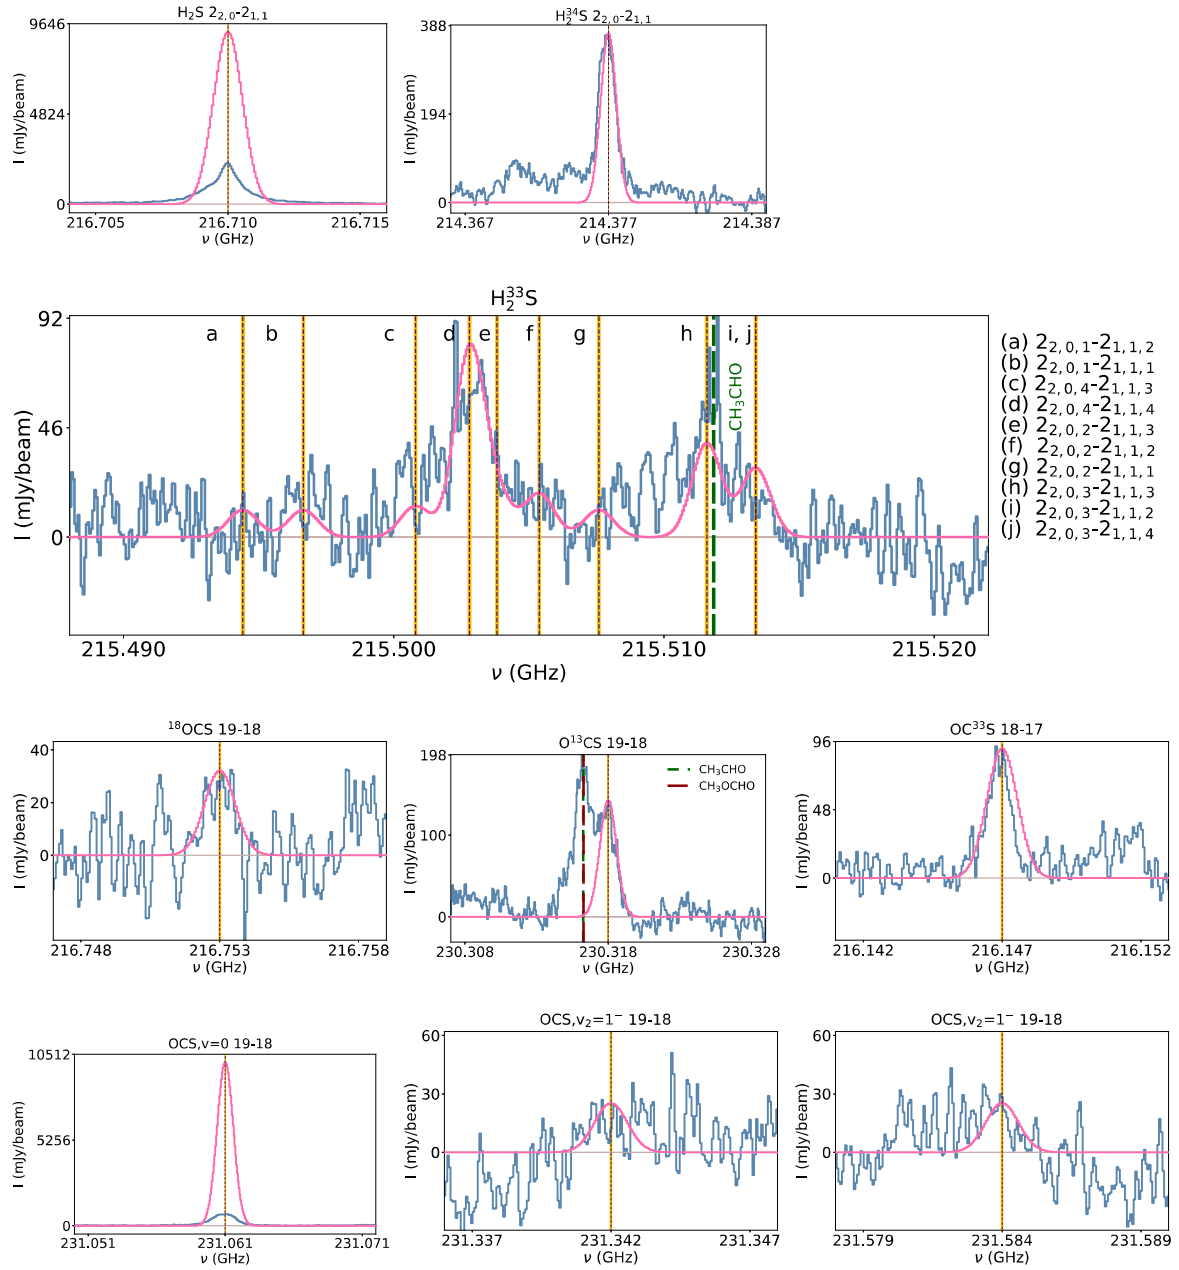 H₂S 2₂,₀-2₁,₁
9646
4824
0
I (mJy/beam)
216.705 216.710 216.715
ν (GHz)
H₂³⁴S 2₂,₀-2₁,₁
388
194
0
I (mJy/beam)
214.367 214.377 214.387
ν (GHz)
H₂³³S
92
46
0
I (mJy/beam)
a b c d e f g h i, j
CH₃CHO
215.490 215.500 215.510 215.520
ν (GHz)
(a) 2₂,₀,₁-2₁,₁,₂
(b) 2₂,₀,₁-2₁,₁,₁
(c) 2₂,₀,₄-2₁,₁,₃
(d) 2₂,₀,₄-2₁,₁,₄
(e) 2₂,₀,₂-2₁,₁,₃
(f) 2₂,₀,₂-2₁,₁,₂
(g) 2₂,₀,₂-2₁,₁,₁
(h) 2₂,₀,₃-2₁,₁,₃
(i) 2₂,₀,₃-2₁,₁,₂
(j) 2₂,₀,₃-2₁,₁,₄
¹⁸OCS 19-18
40
20
0
I (mJy/beam)
216.748 216.753 216.758
ν (GHz)
O¹³CS 19-18
198
100
0
I (mJy/beam)
CH₃CHO
CH₃OCHO
230.308 230.318 230.328
ν (GHz)
OC³³S 18-17
96
48
0
I (mJy/beam)
216.142 216.147 216.152
ν (GHz)
OCS,v=0 19-18
10512
5256
0
I (mJy/beam)
231.051 231.061 231.071
ν (GHz)
OCS,v₂=1⁻ 19-18
60
30
0
I (mJy/beam)
231.337 231.342 231.347
ν (GHz)
OCS,v₂=1⁻ 19-18
60
30
0
I (mJy/beam)
231.579 231.584 231.589
ν (GHz)